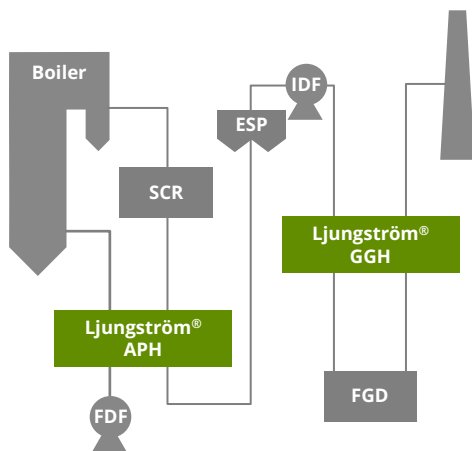 Boiler
IDF
ESP
SCR
Ljungström®
GGH
Ljungström®
APH
FGD
FDF